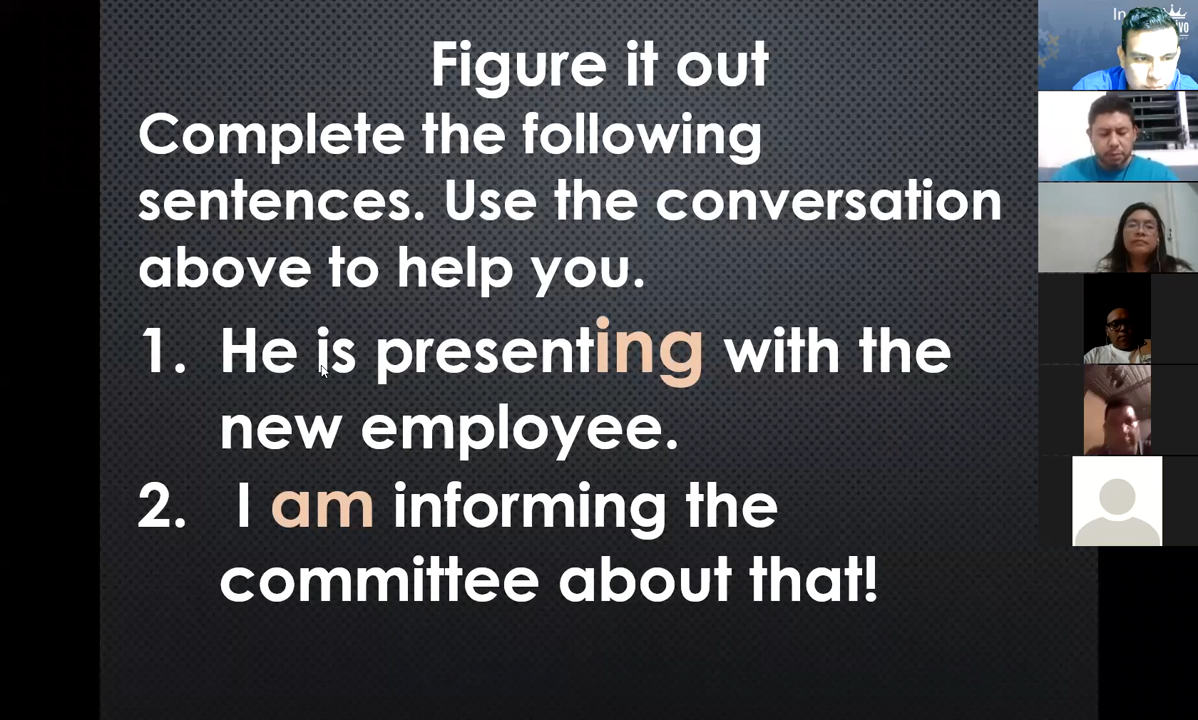 Figure it out
Complete the following
sentences. Use the conversation
above to help you.
1. He is presenting with the
new employee.
2. I am informing the
committee about that!